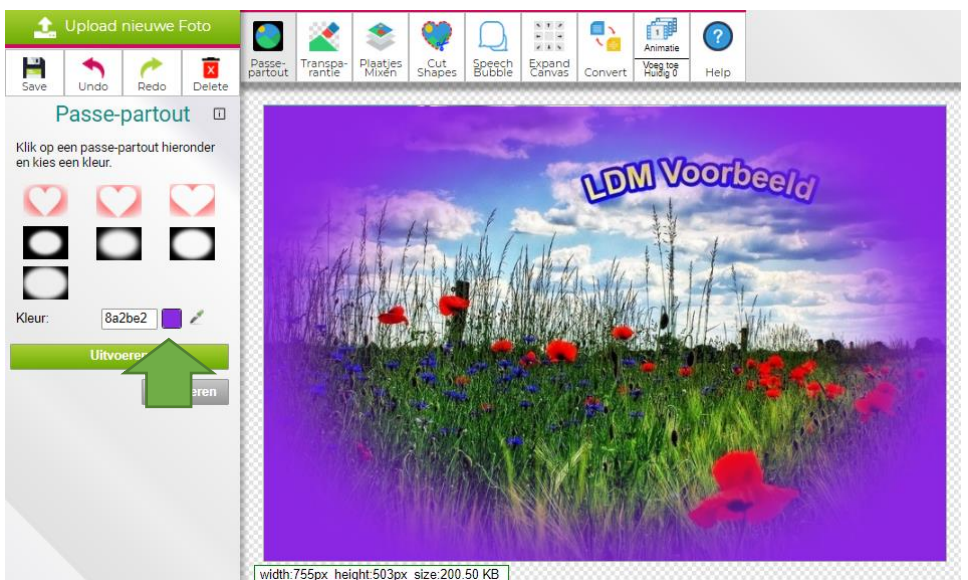 Upload nieuwe Foto
Save Undo Redo Delete
Passe-partout Transpa-rantie Plaatjes Mixen Cut Shapes Speech Bubble Expand Canvas Convert Animatie Voeg toe Huidig 0 Help
1
?
Passe-partout i
Klik op een passe-partout hieronder
en kies een kleur.
Kleur: 8a2be2
LDM Voorbeeld
width:755px height:503px size:200.50 KB